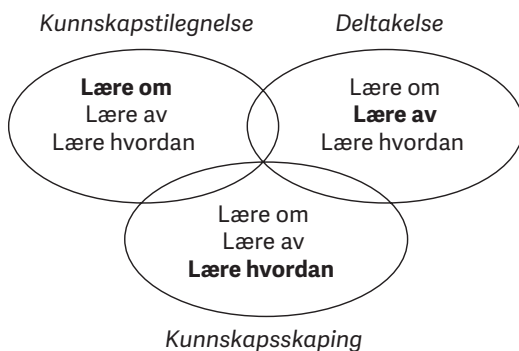 Kunnskapstilegnelse
Deltakelse
Lære om
Lære av
Lære hvordan
Lære om
Lære av
Lære hvordan
Lære om
Lære av
Lære hvordan
Kunnskapsskaping